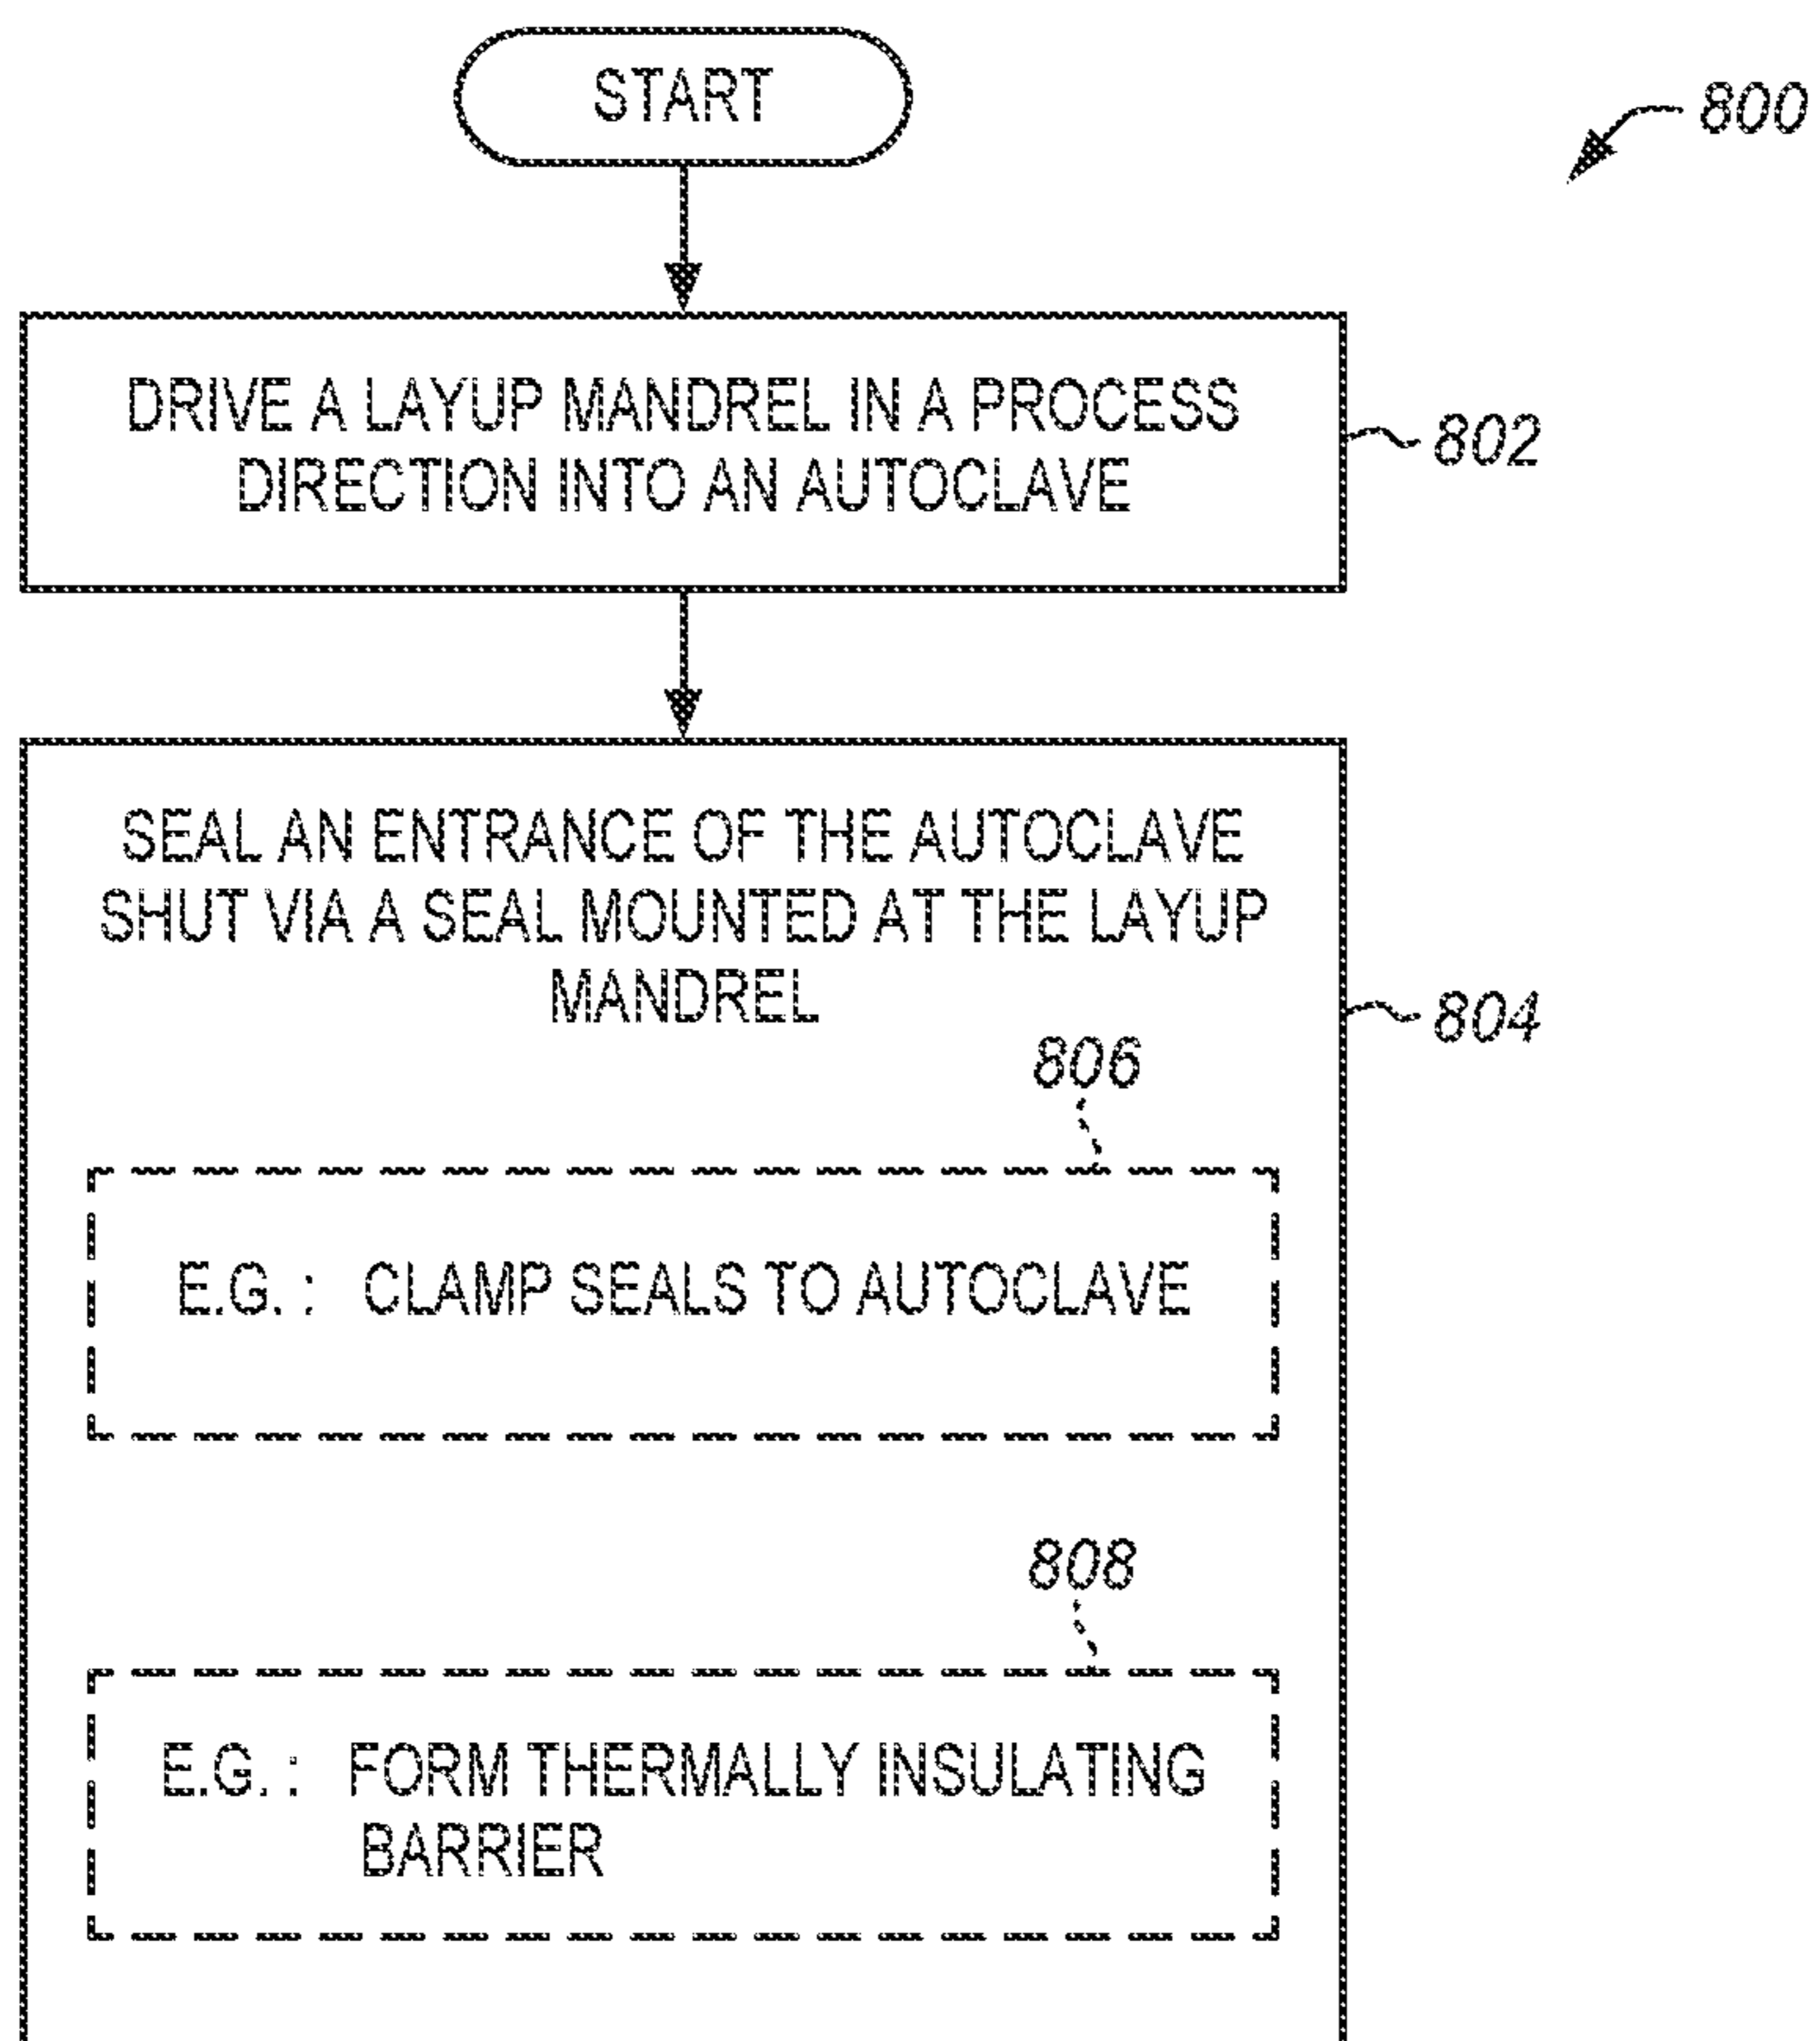 START
800
DRIVE A LAYUP MANDREL IN A PROCESS
DIRECTION INTO AN AUTOCLAVE
802
SEAL AN ENTRANCE OF THE AUTOCLAVE
SHUT VIA A SEAL MOUNTED AT THE LAYUP
MANDREL
804
806
E.G. : CLAMP SEALS TO AUTOCLAVE
808
E.G. : FORM THERMALLY INSULATING
BARRIER